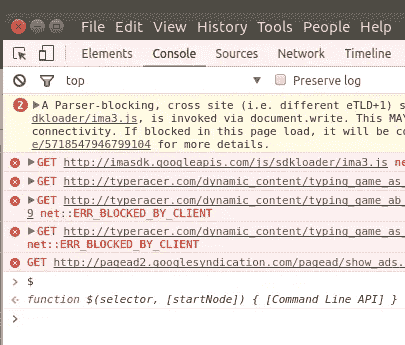 File Edit View History Tools People Help
Elements Console Sources Network Timeline
top Preserve log
2 A Parser-blocking, cross site (i.e. different eTLD+1) s
dkloader/ima3.js, is invoked via document.write. This MAY
connectivity. If blocked in this page load, it will be co
e/5718547946799104 for more details.
GET http://imasdk.googleapis.com/js/sdkloader/ima3.js ne
GET http://typeracer.com/dynamic_content/typing_game_as_
GET http://typeracer.com/dynamic_content/typing_game_ab_
9 net::ERR_BLOCKED_BY_CLIENT
GET http://typeracer.com/dynamic_content/typing_game_as_
net::ERR_BLOCKED_BY_CLIENT
GET http://pagead2.googlesyndication.com/pagead/show_ads.
> $
function $(selector, [startNode]) { [Command Line API] }
>